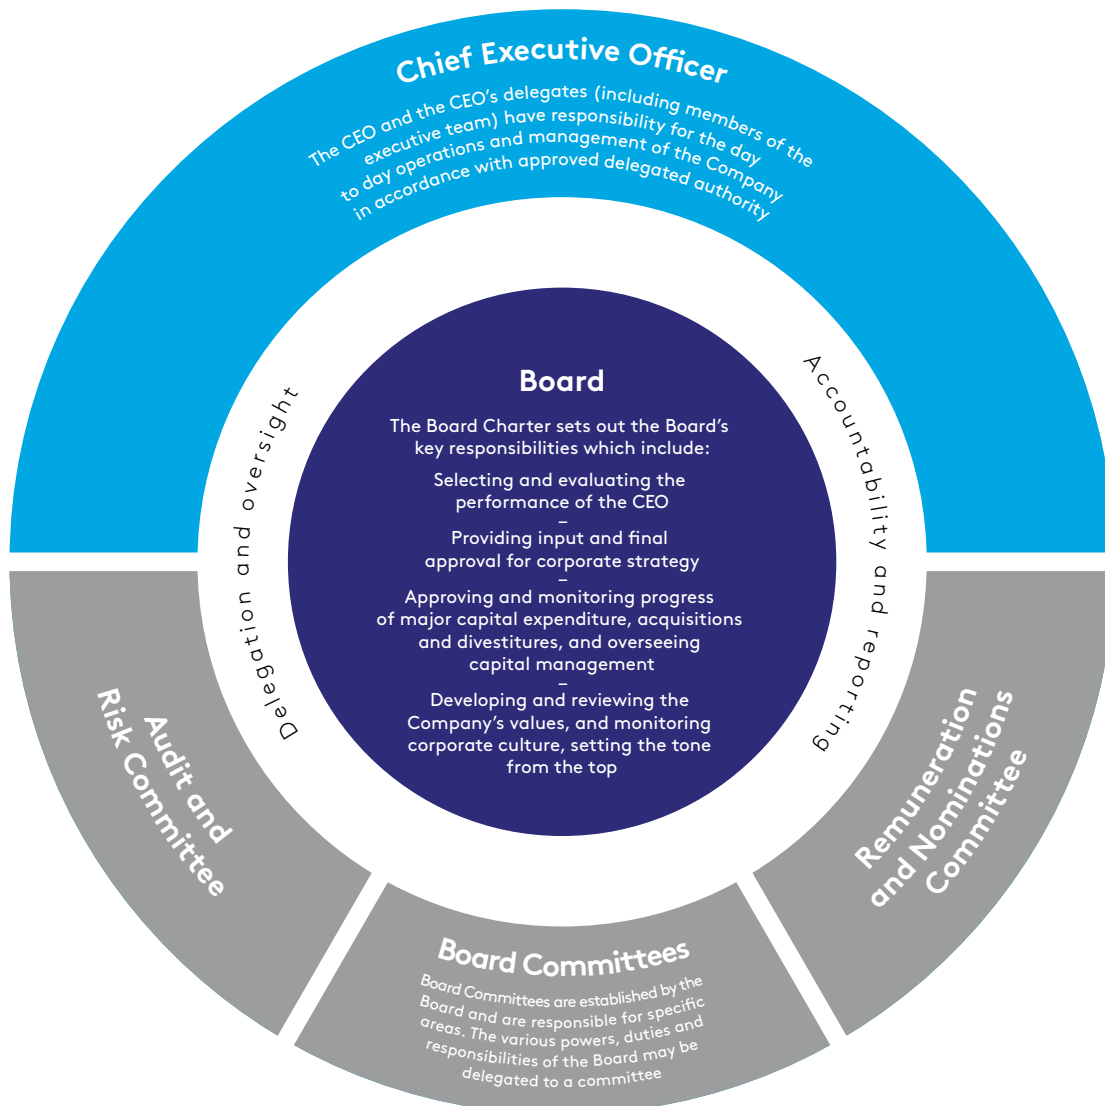 Chief Executive Officer
The CEO and the CEO's delegates (including members of the
executive team) have responsibility for the day
to day operations and management of the Company
in accordance with approved delegated authority
Delegation and oversight
Accountability and reporting
Board
The Board Charter sets out the Board's
key responsibilities which include:
Selecting and evaluating the
performance of the CEO
–
Providing input and final
approval for corporate strategy
–
Approving and monitoring progress
of major capital expenditure, acquisitions
and divestitures, and overseeing
capital management
–
Developing and reviewing the
Company's values, and monitoring
corporate culture, setting the tone
from the top
Audit and
Risk Committee
Board Committees
Board Committees are established by the
Board and are responsible for specific
areas. The various powers, duties and
responsibilities of the Board may be
delegated to a committee
Remuneration
and Nominations
Committee